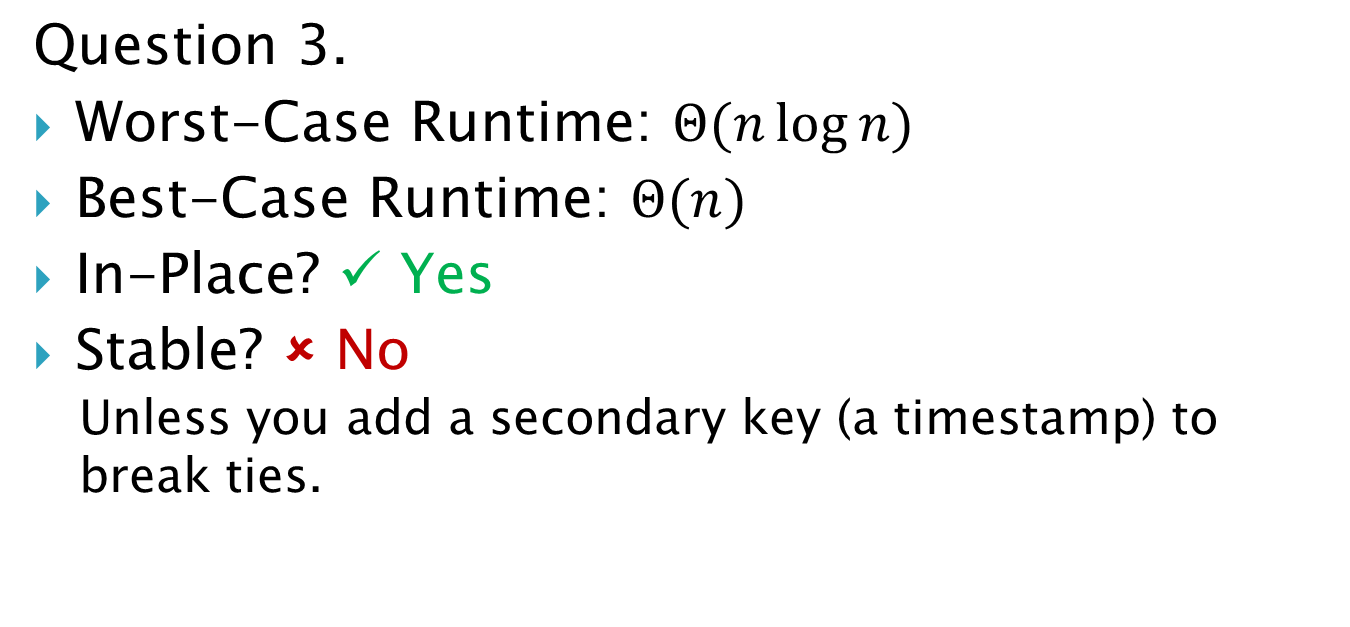 Question 3.
Worst-Case Runtime: Θ(n log n)
Best-Case Runtime: Θ(n)
In-Place? ✓ Yes
Stable? ✘ No
Unless you add a secondary key (a timestamp) to
break ties.